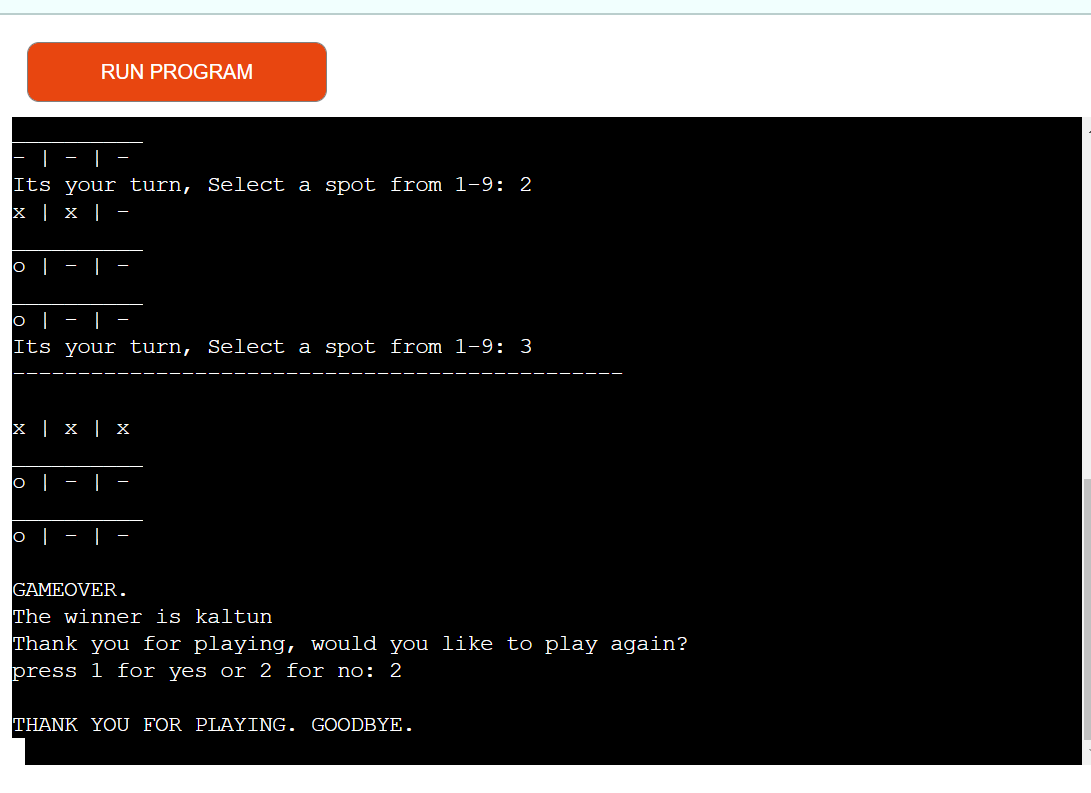 RUN PROGRAM
___________
- | - | -
Its your turn, Select a spot from 1-9: 2
x | x | -
__________
o | - | -
__________
o | - | -
Its your turn, Select a spot from 1-9: 3
-----------------------------------------------
x | x | x
__________
o | - | -
__________
o | - | -
GAMEOVER.
The winner is kaltun
Thank you for playing, would you like to play again?
press 1 for yes or 2 for no: 2
THANK YOU FOR PLAYING. GOODBYE.